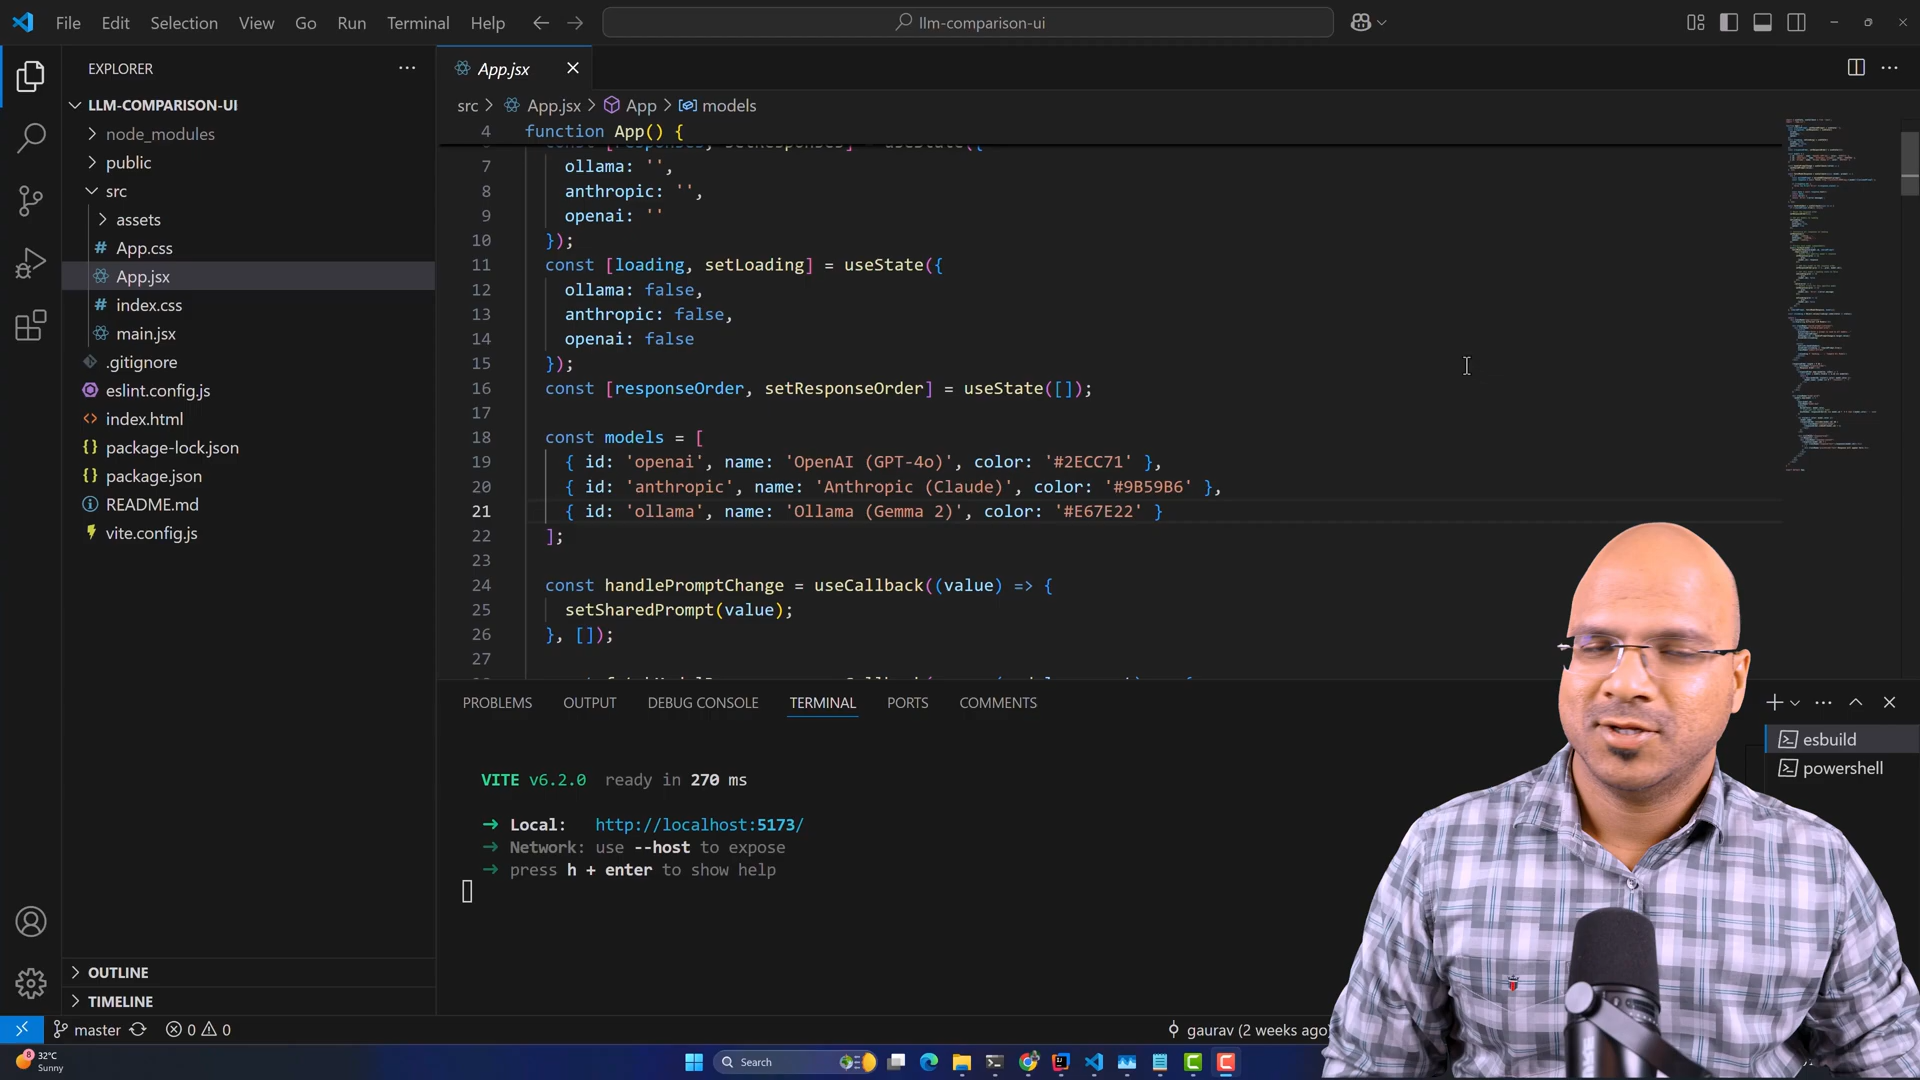 File Edit Selection View Go Run Terminal Help
llm-comparison-ui
EXPLORER
LLM-COMPARISON-UI
node_modules
public
src
assets
App.css
App.jsx
index.css
main.jsx
.gitignore
eslint.config.js
index.html
package-lock.json
package.json
README.md
vite.config.js
OUTLINE
TIMELINE
App.jsx
src > App.jsx > App > models
4 function App() {
const [responses, setResponses] = useState({
7 ollama: '',
8 anthropic: '',
9 openai: ''
10 });
11 const [loading, setLoading] = useState({
12 ollama: false,
13 anthropic: false,
14 openai: false
15 });
16 const [responseOrder, setResponseOrder] = useState([]);
17
18 const models = [
19 { id: 'openai', name: 'OpenAI (GPT-4o)', color: '#2ECC71' },
20 { id: 'anthropic', name: 'Anthropic (Claude)', color: '#9B59B6' },
21 { id: 'ollama', name: 'Ollama (Gemma 2)', color: '#E67E22' }
22 ];
23
24 const handlePromptChange = useCallback((value) => {
25 setSharedPrompt(value);
26 }, []);
27
PROBLEMS OUTPUT DEBUG CONSOLE TERMINAL PORTS COMMENTS
esbuild
powershell
VITE v6.2.0 ready in 270 ms
➜ Local: http://localhost:5173/
➜ Network: use --host to expose
➜ press h + enter to show help
master 0 0
gaurav (2 weeks ago)
32°C
Sunny
Search